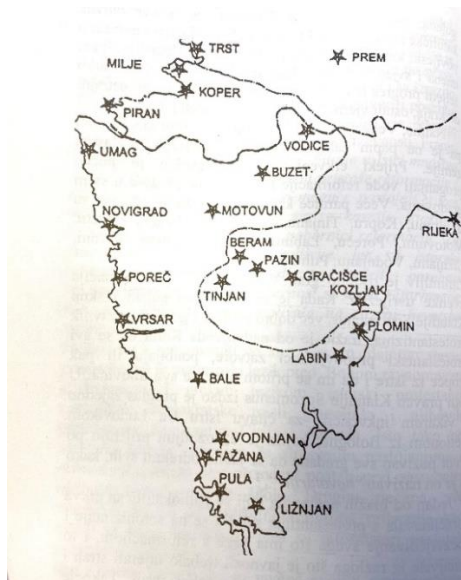 TRST
PREM
MILJE
KOPER
PIRAN
VODICE
UMAG
BUZET
MOTOVUN
NOVIGRAD
RIJEKA
BERAM
PAZIN
POREČ
GRAČIŠĆE
TINJAN
KOZLJAK
VRSAR
PLOMIN
LABIN
BALE
VODNJAN
FAŽANA
PULA
LIŽNJAN